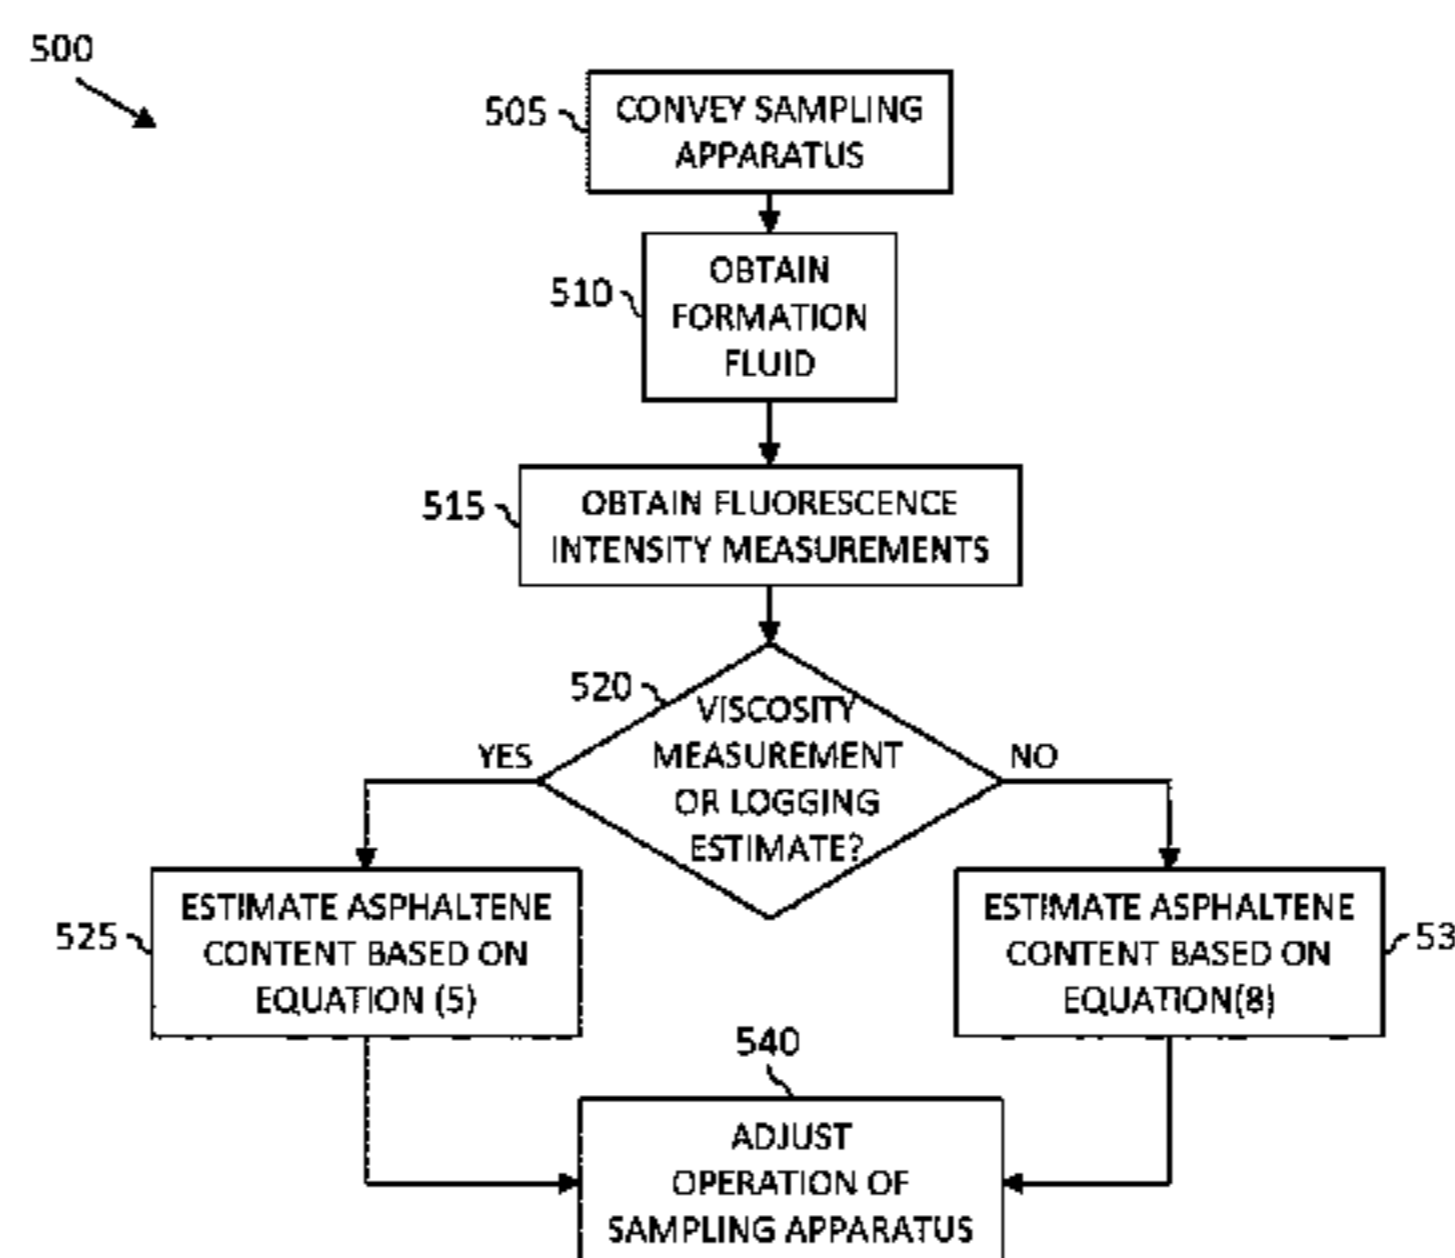 500
505
CONVEY SAMPLING
APPARATUS
510
OBTAIN
FORMATION
FLUID
515
OBTAIN FLUORESCENCE
INTENSITY MEASUREMENTS
520
VISCOSITY
MEASUREMENT
OR LOGGING
ESTIMATE?
YES
NO
525
ESTIMATE ASPHALTENE
CONTENT BASED ON
EQUATION (5)
ESTIMATE ASPHALTENE
CONTENT BASED ON
EQUATION(8)
53
540
ADJUST
OPERATION OF
SAMPLING APPARATUS